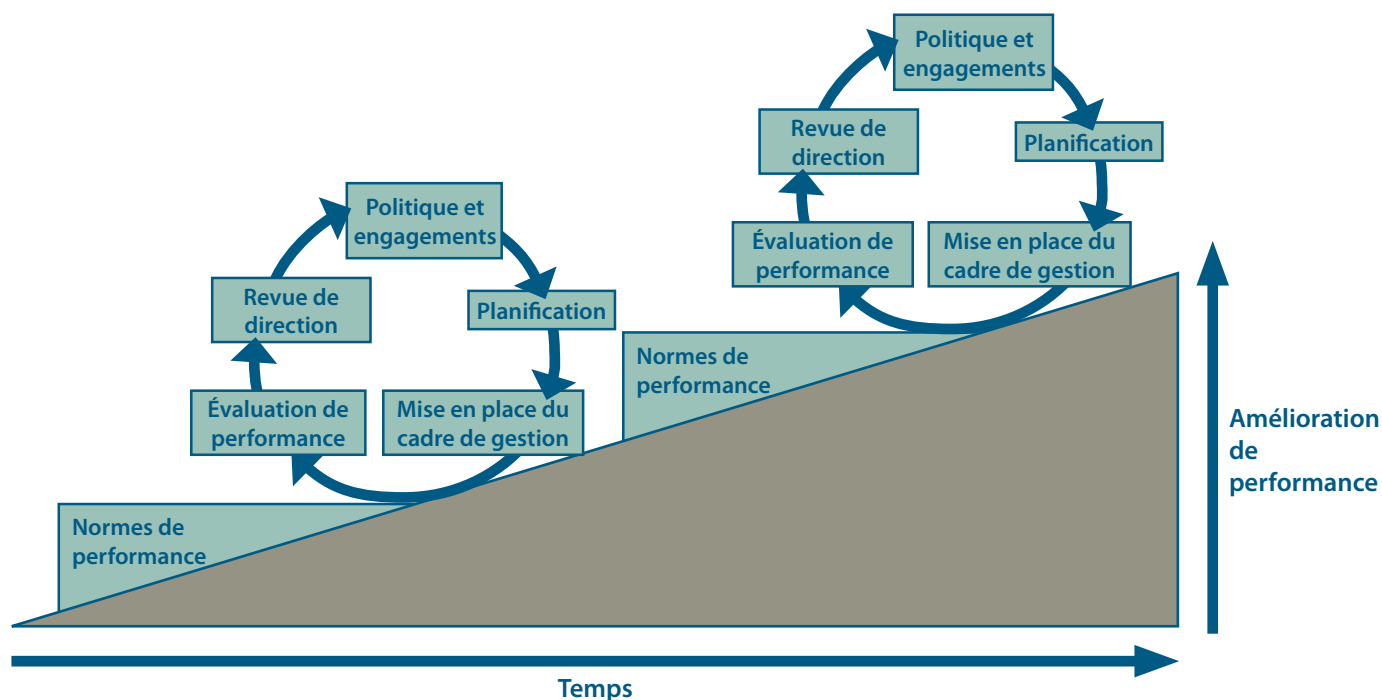 Politique et
engagements
Revue de
direction
Planification
Évaluation de
performance
Mise en place du
cadre de gestion
Normes de
performance
Politique et
engagements
Revue de
direction
Planification
Évaluation de
performance
Mise en place du
cadre de gestion
Normes de
performance
Amélioration
de
performance
Temps